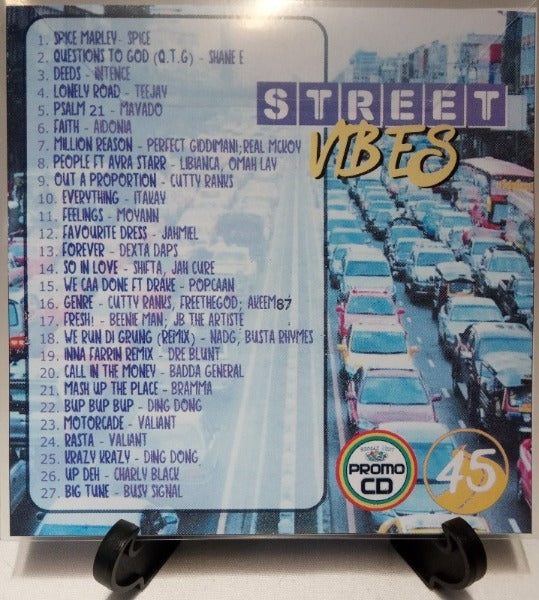 STREET
VIBES
1. SPICE MARLEY- SPICE
2. QUESTIONS TO GOD (Q.T.G) - SHANE E
3. DEEDS - INTENCE
4. LONELY ROAD - TEEJAY
5. PSALM 21 - MAVADO
6. FAITH - AIDONIA
7. MILLION REASON - PERFECT GIDDIMANI;REAL MCKOY
8. PEOPLE FT AYRA STARR - LIBIANCA, OMAH LAY
9. OUT A PROPORTION - CUTTY RANKS
10. EVERYTHING - ITAKAY
11. FEELINGS - MOYANN
12. FAVOURITE DRESS - JAHMIEL
13. FOREVER - DEXTA DAPS
14. SO IN LOVE - SHIFTA, JAH CURE
15. WE CAA DONE FT DRAKE - POPCAAN
16. GENRE - CUTTY RANKS, FREETHEGOD; AKEEM67
17. FRESH! - BEENIE MAN; JB THE ARTISTE
18. WE RUN DI GRUNG (REMIX) - NADG, BUSTA RHYMES
19. INNA FARRIN REMIX - DRE BLUNT
20. CALL IN THE MONEY - BADDA GENERAL
21. MASH UP THE PLACE - BRAMMA
22. BUP BUP BUP - DING DONG
23. MOTORCADE - VALIANT
24. RASTA - VALIANT
25. KRAZY KRAZY - DING DONG
26. UP DEH - CHARLY BLACK
27. BIG TUNE - BUSY SIGNAL
PROMO
CD
45